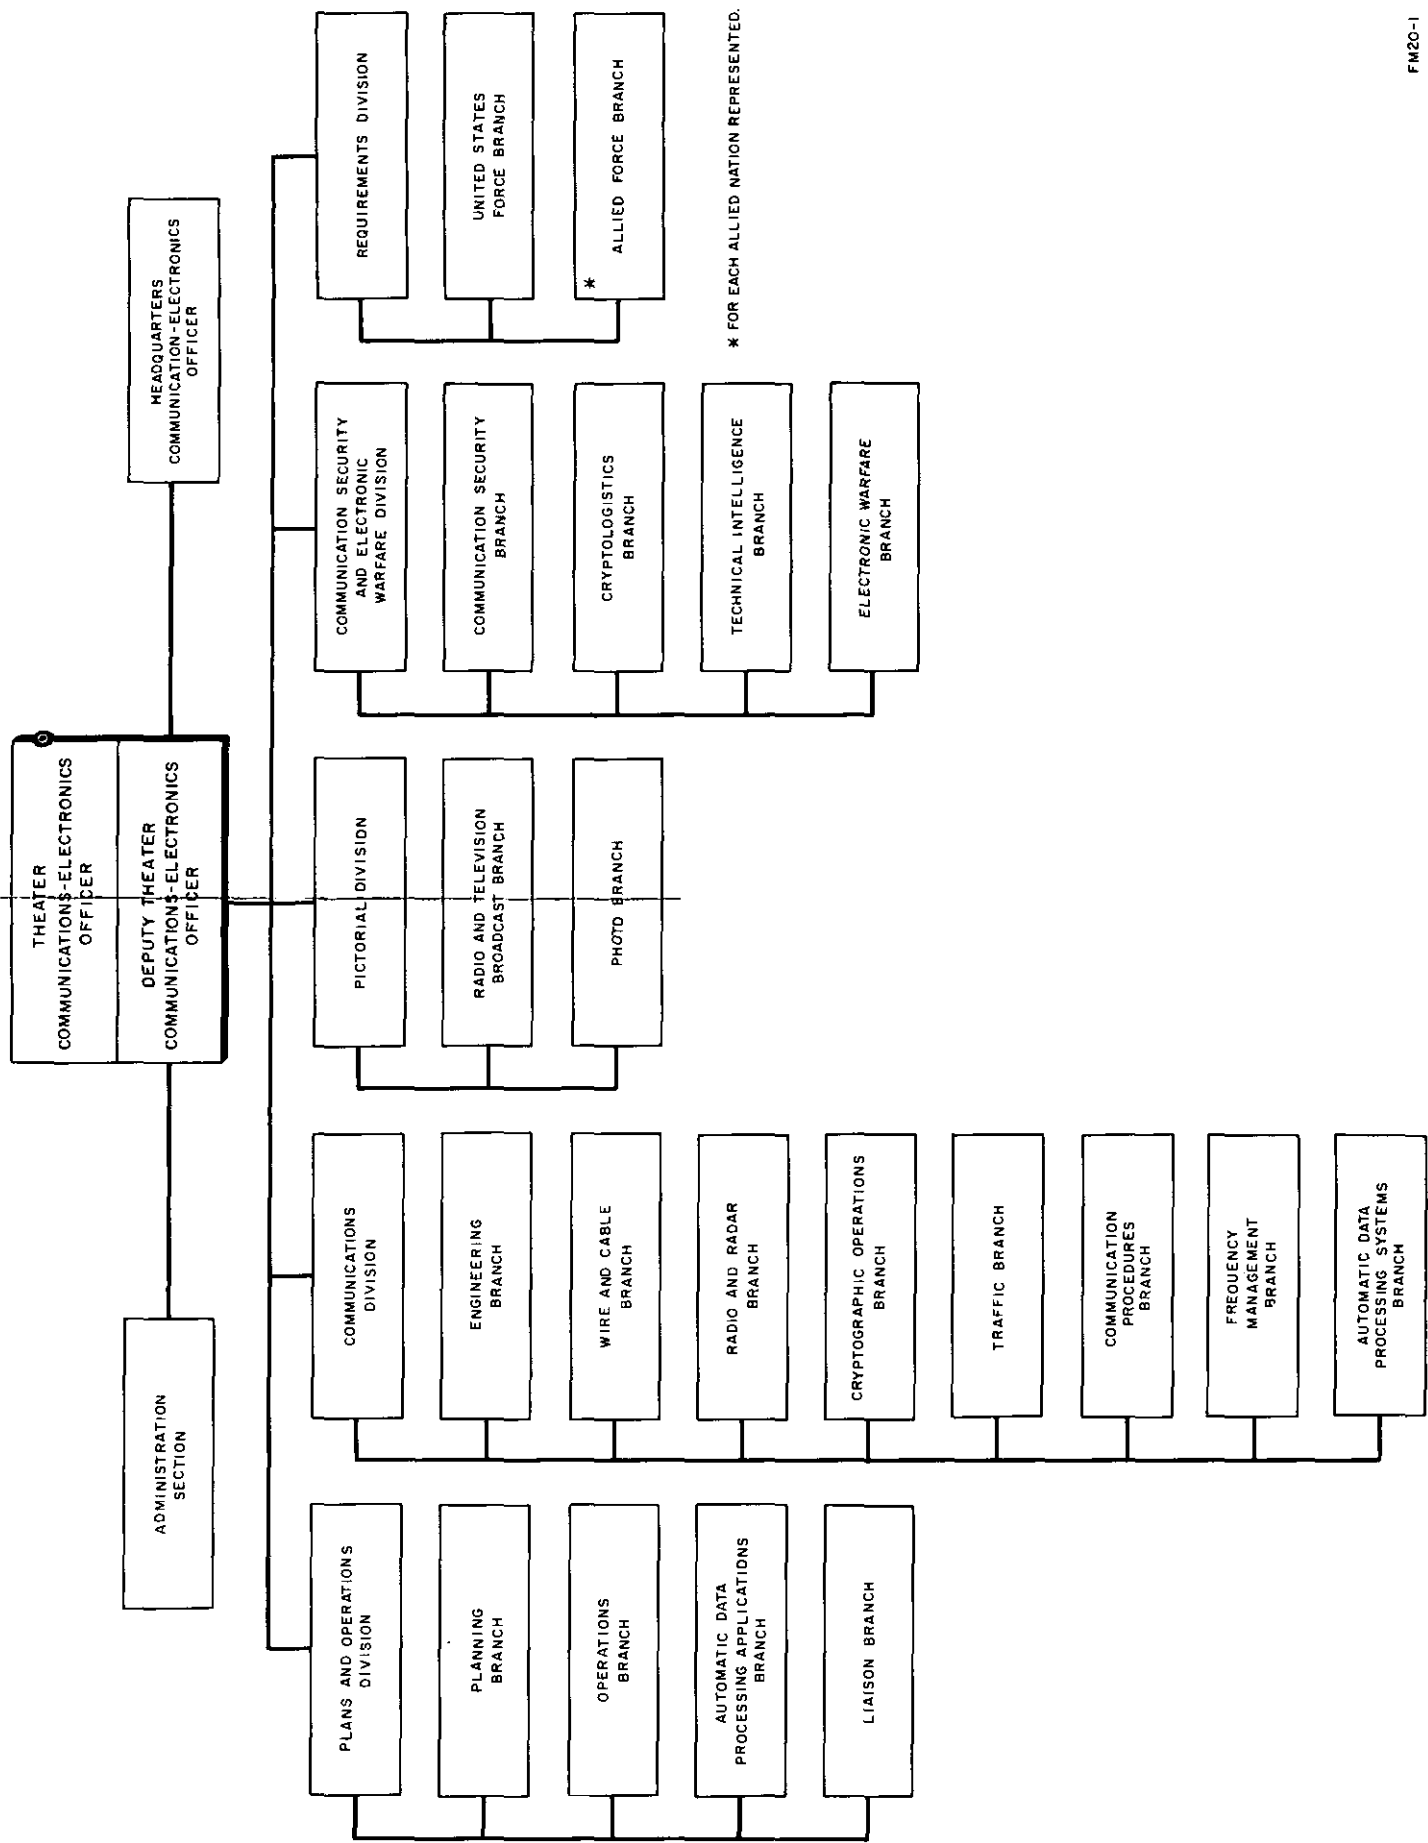 THEATER
COMMUNICATIONS-ELECTRONICS
OFFICER
DEPUTY THEATER
COMMUNICATIONS-ELECTRONICS
OFFICER
ADMINISTRATION
SECTION
HEADQUARTERS
COMMUNICATION-ELECTRONICS
OFFICER
PLANS AND OPERATIONS
DIVISION
PLANNING
BRANCH
OPERATIONS
BRANCH
AUTOMATIC DATA
PROCESSING APPLICATIONS
BRANCH
LIAISON BRANCH
COMMUNICATIONS
DIVISION
ENGINEERING
BRANCH
WIRE AND CABLE
BRANCH
RADIO AND RADAR
BRANCH
CRYPTOGRAPHIC OPERATIONS
BRANCH
TRAFFIC BRANCH
COMMUNICATION
PROCEDURES
BRANCH
FREQUENCY
MANAGEMENT
BRANCH
AUTOMATIC DATA
PROCESSING SYSTEMS
BRANCH
PICTORIAL DIVISION
RADIO AND TELEVISION
BROADCAST BRANCH
PHOTO BRANCH
COMMUNICATION SECURITY
AND ELECTRONIC
WARFARE DIVISION
COMMUNICATION SECURITY
BRANCH
CRYPTOLOGISTICS
BRANCH
TECHNICAL INTELLIGENCE
BRANCH
ELECTRONIC WARFARE
BRANCH
REQUIREMENTS DIVISION
UNITED STATES
FORCE BRANCH
* ALLIED FORCE BRANCH
* FOR EACH ALLIED NATION REPRESENTED.
FM20-1